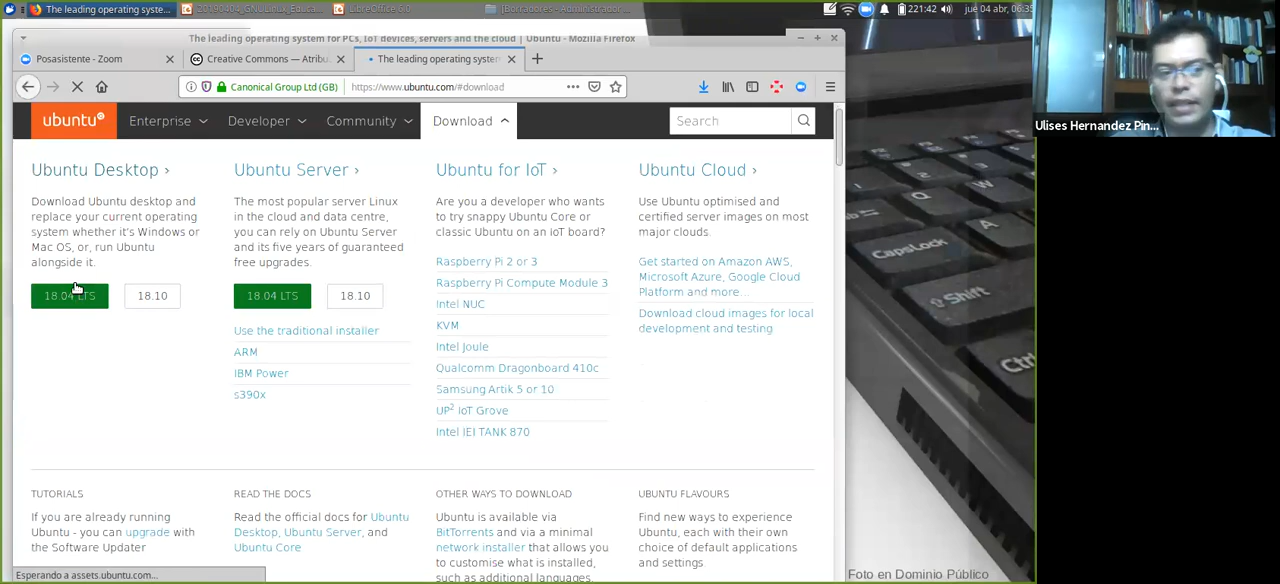 The leading operating syste...
20190404_GNULinux_Educa...
LibreOffice 6.0
[Borradores - Administrador ...
221:42
jue 04 abr, 06:35
The leading operating system for PCs, IoT devices, servers and the cloud | Ubuntu - Mozilla Firefox
Posasistente - Zoom
Creative Commons — Atribu
The leading operating syster
Canonical Group Ltd (GB)
https://www.ubuntu.com/#download
ubuntu®
Enterprise
Developer
Community
Download
Search
Ubuntu Desktop ›
Download Ubuntu desktop and
replace your current operating
system whether it's Windows or
Mac OS, or, run Ubuntu
alongside it.
18.04 LTS
18.10
Ubuntu Server ›
The most popular server Linux
in the cloud and data centre,
you can rely on Ubuntu Server
and its five years of guaranteed
free upgrades.
18.04 LTS
18.10
Use the traditional installer
ARM
IBM Power
s390x
Ubuntu for IoT ›
Are you a developer who wants
to try snappy Ubuntu Core or
classic Ubuntu on an IoT board?
Raspberry Pi 2 or 3
Raspberry Pi Compute Module 3
Intel NUC
KVM
Intel Joule
Qualcomm Dragonboard 410c
Samsung Artik 5 or 10
UP² IoT Grove
Intel IEI TANK 870
Ubuntu Cloud ›
Use Ubuntu optimised and
certified server images on most
major clouds.
Get started on Amazon AWS,
Microsoft Azure, Google Cloud
Platform and more...
Download cloud images for local
development and testing
TUTORIALS
If you are already running
Ubuntu - you can upgrade with
the Software Updater
READ THE DOCS
Read the official docs for Ubuntu
Desktop, Ubuntu Server, and
Ubuntu Core
OTHER WAYS TO DOWNLOAD
Ubuntu is available via
BitTorrents and via a minimal
network installer that allows you
to customise what is installed,
such as additional languages.
UBUNTU FLAVOURS
Find new ways to experience
Ubuntu, each with their own
choice of default applications
and settings
Esperando a assets.ubuntu.com...
CapsLock
A
Shift
Ctrl
Foto en Dominio Público
Ulises Hernandez Pin...